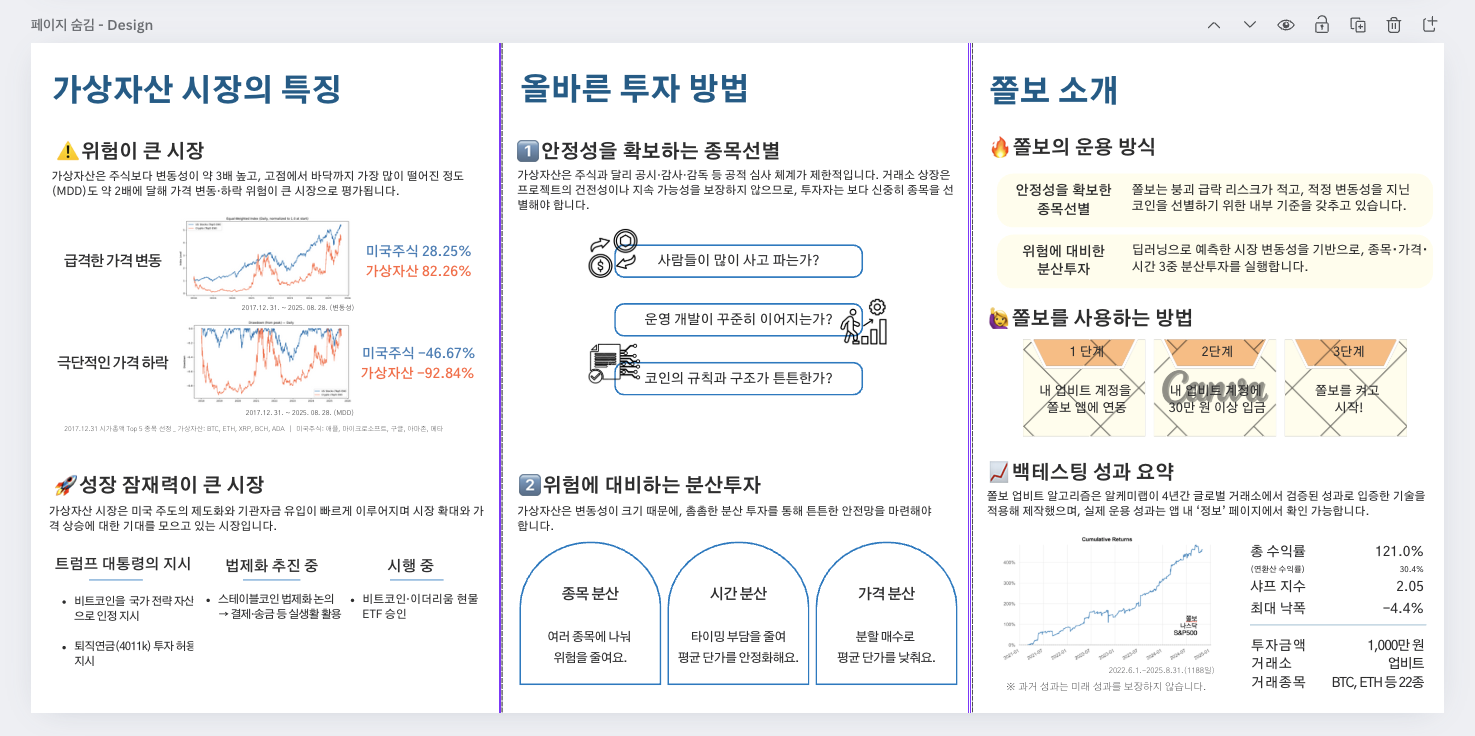 페이지 숨김 - Design
가상자산 시장의 특징
위험이 큰 시장
가상자산은 주식보다 변동성이 약 3배 높고, 고점에서 바닥까지 가장 많이 떨어진 정도
(MDD)도 약 2배에 달해 가격 변동·하락 위험이 큰 시장으로 평가됩니다.
급격한 가격 변동
미국주식 28.25%
가상자산 82.26%
2017.12. 31. ~ 2025. 08. 28. (변동성)
극단적인 가격 하락
미국주식 -46.67%
가상자산 -92.84%
2017.12. 31. ~ 2025. 08. 28. (MDD)
2017.12.31 시가총액 Top 5 종목 선정_ 가상자산: BTC, ETH, XRP, BCH, ADA | 미국주식: 애플, 마이크로소프트, 구글, 아마존, 메타
성장 잠재력이 큰 시장
가상자산 시장은 미국 주도의 제도화와 기관자금 유입이 빠르게 이루어지며 시장 확대와 가
격 상승에 대한 기대를 모으고 있는 시장입니다.
트럼프 대통령의 지시
• 비트코인을 국가 전략 자산
으로 인정 지시
• 퇴직연금(4011k) 투자 허용
지시
법제화 추진 중
• 스테이블코인 법제화 논의
→ 결제·송금 등 실생활 활용
시행 중
• 비트코인·이더리움 현물
ETF 승인
올바른 투자 방법
1 안정성을 확보하는 종목선별
가상자산은 주식과 달리 공시·감사·감독 등 공적 심사 체계가 제한적입니다. 거래소 상장은
프로젝트의 건전성이나 지속 가능성을 보장하지 않으므로, 투자자는 보다 신중히 종목을 선
별해야 합니다.
사람들이 많이 사고 파는가?
운영 개발이 꾸준히 이어지는가?
코인의 규칙과 구조가 튼튼한가?
2 위험에 대비하는 분산투자
가상자산은 변동성이 크기 때문에, 촘촘한 분산 투자를 통해 튼튼한 안전망을 마련해야
합니다.
종목 분산
여러 종목에 나눠
위험을 줄여요.
시간 분산
타이밍 부담을 줄여
평균 단가를 안정화해요.
가격 분산
분할 매수로
평균 단가를 낮춰요.
쫄보 소개
쫄보의 운용 방식
안정성을 확보한
종목선별
쫄보는 붕괴 급락 리스크가 적고, 적정 변동성을 지닌
코인을 선별하기 위한 내부 기준을 갖추고 있습니다.
위험에 대비한
분산투자
딥러닝으로 예측한 시장 변동성을 기반으로, 종목·가격·
시간 3중 분산투자를 실행합니다.
쫄보를 사용하는 방법
1 단계
내 업비트 계정을
쫄보 앱에 연동
2단계
내 업비트 계정에
30만 원 이상 입금
Canva
3단계
쫄보를 켜고
시작!
백테스팅 성과 요약
쫄보 업비트 알고리즘은 알케미랩이 4년간 글로벌 거래소에서 검증된 성과로 입증한 기술을
적용해 제작했으며, 실제 운용 성과는 앱 내 ‘정보’ 페이지에서 확인 가능합니다.
Cumulative Returns
400%
300%
200%
100%
0%
쫄보
나스닥
S&P500
2022.6.1.~2025.8.31.(1188일)
※ 과거 성과는 미래 성과를 보장하지 않습니다.
총 수익률 121.0%
(연환산 수익률) 30.4%
샤프 지수 2.05
최대 낙폭 -4.4%
투자금액 1,000만원
거래소 업비트
거래종목 BTC, ETH 등 22종